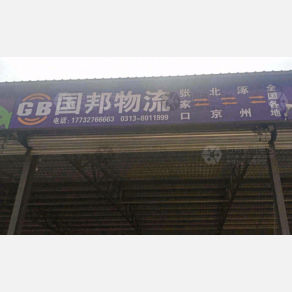 GB 国邦物流
电话: 17732766663 0313-8011999
张家口 = 北京 = 涿州 = 全国各地